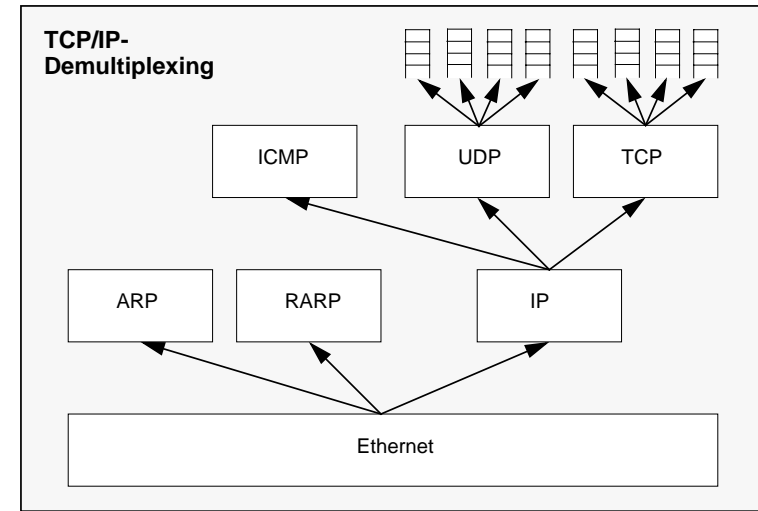 TCP/IP-
Demultiplexing
ICMP
UDP
TCP
ARP
RARP
IP
Ethernet